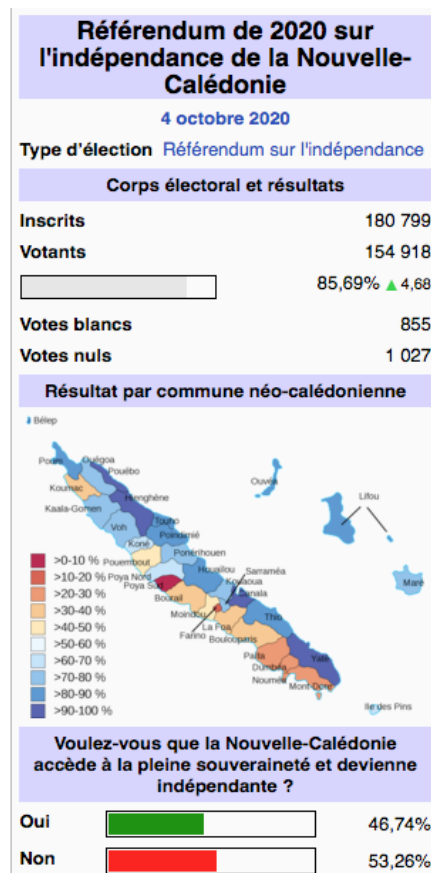 Référendum de 2020 sur
l'indépendance de la Nouvelle-
Calédonie
4 octobre 2020
Type d'élection Référendum sur l'indépendance
Corps électoral et résultats
Inscrits 180 799
Votants 154 918
85,69% ▲ 4,68
Votes blancs 855
Votes nuls 1 027
Résultat par commune néo-calédonienne
Bélep
Poum Ouégoa
Pouébo
Ouvéa
Koumac
Hienghène
Lifou
Kaala-Gomen
Touho
Voh
Poindimié
Koné
Ponérihouen
>0-10 %
Pouembout
Houaïlou Sarraméa
>10-20 %
Poya Nord
Kouaoua
Maré
>20-30 %
Poya Sud
Canala
>30-40 %
Bourail
Thio
>40-50 %
Moindou
La Foa
>50-60 %
Farino
Boulouparis
>60-70 %
Païta
Yaté
>70-80 %
Dumbéa
>80-90 %
Nouméa
Mont Dore
>90-100 %
Ile des Pins
Voulez-vous que la Nouvelle-Calédonie
accède à la pleine souveraineté et devienne
indépendante ?
Oui 46,74%
Non 53,26%